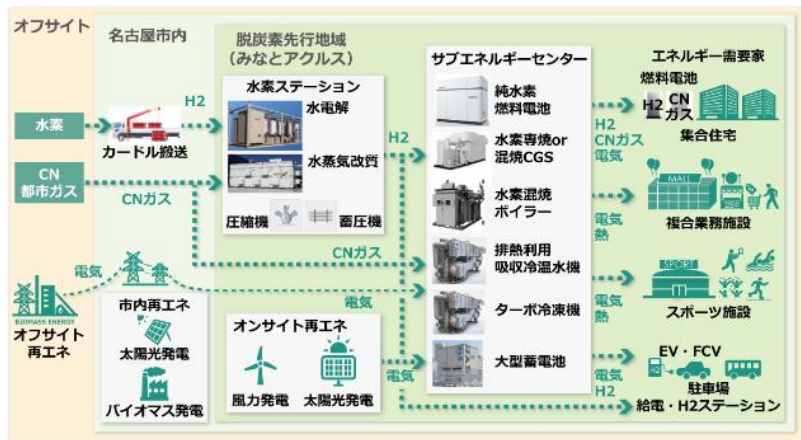 オフサイト
名古屋市内
脱炭素先行地域
(みなとアクルス)
水素ステーション
水電解
水蒸気改質
圧縮機
蓄圧機
サブエネルギーセンター
純水素
燃料電池
水素専焼or
混焼CGS
水素混焼
ボイラー
排熱利用
吸収冷温水機
ターボ冷凍機
大型蓄電池
エネルギー需要家
燃料電池
H2
CN
ガス
集合住宅
H2
CNガス
電気
MALL
複合業務施設
電気
熱
SPORT
スポーツ施設
電気
熱
EV・FCV
駐車場
給電・H2ステーション
電気
H2
水素
H2
カードル搬送
CN
都市ガス
CNガス
H2
CNガス
電気
電気
BIOMASS ENERGY
オフサイト
再エネ
市内再エネ
太陽光発電
バイオマス発電
オンサイト再エネ
風力発電
太陽光発電
電気